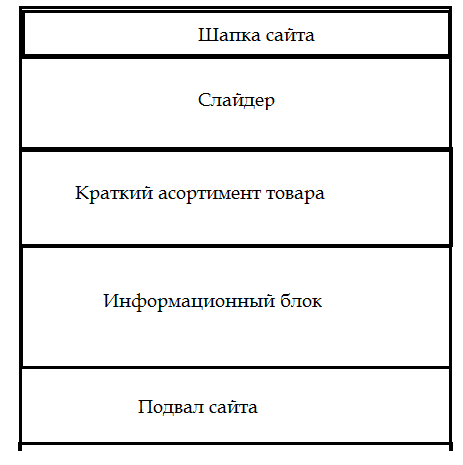 Шапка сайта
Слайдер
Краткий асортимент товара
Информационный блок
Подвал сайта